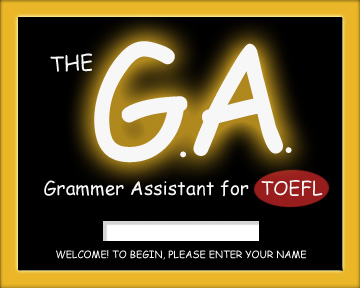 THE
G.A.
Grammer Assistant for TOEFL
WELCOME! TO BEGIN, PLEASE ENTER YOUR NAME